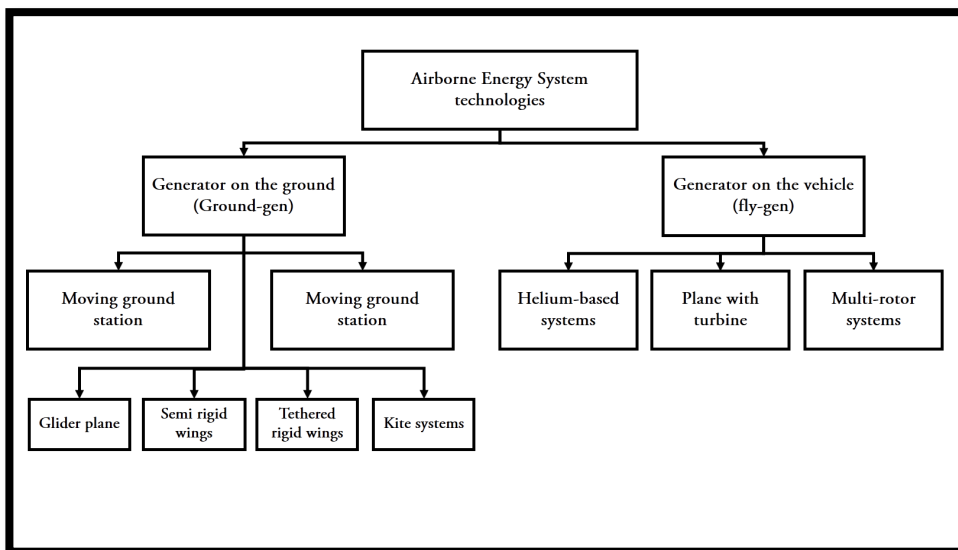 Airborne Energy System
technologies
Generator on the ground
(Ground-gen)
Generator on the vehicle
(fly-gen)
Moving ground
station
Moving ground
station
Helium-based
systems
Plane with
turbine
Multi-rotor
systems
Glider plane
Semi rigid
wings
Tethered
rigid wings
Kite systems